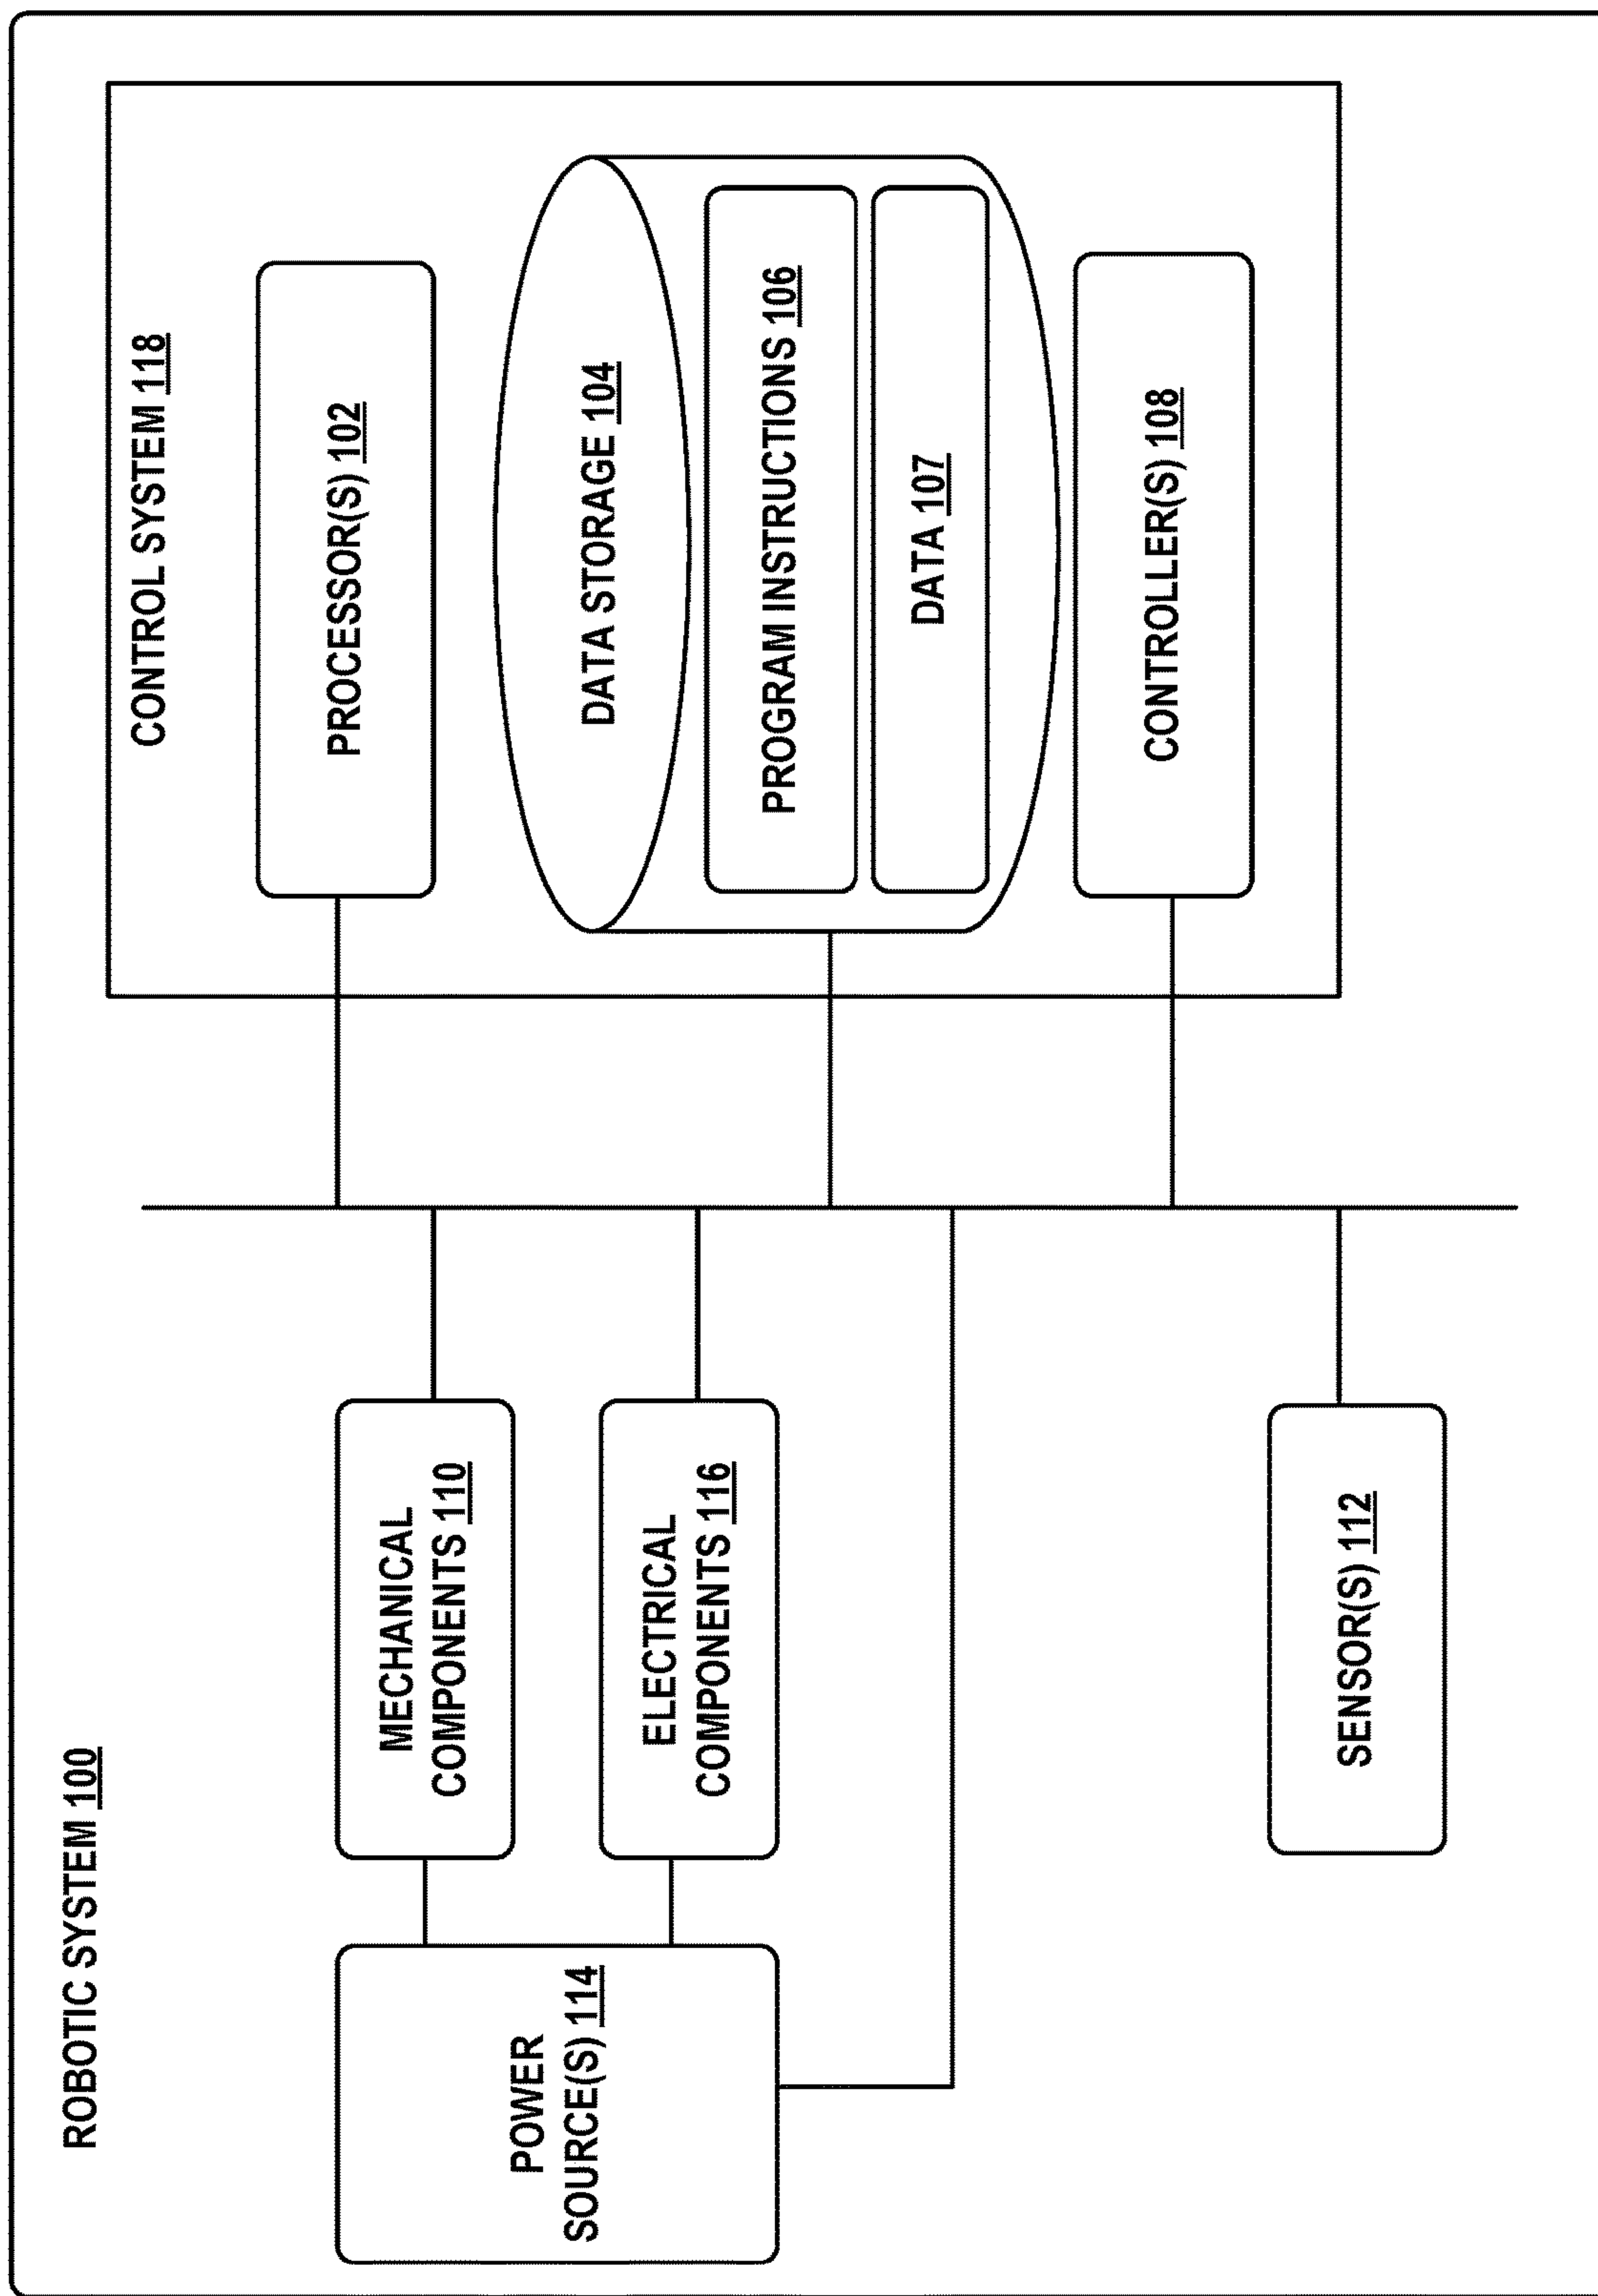 ROBOTIC SYSTEM 100
POWER
SOURCE(S) 114
MECHANICAL
COMPONENTS 110
ELECTRICAL
COMPONENTS 116
SENSOR(S) 112
CONTROL SYSTEM 118
PROCESSOR(S) 102
DATA STORAGE 104
PROGRAM INSTRUCTIONS 106
DATA 107
CONTROLLER(S) 108